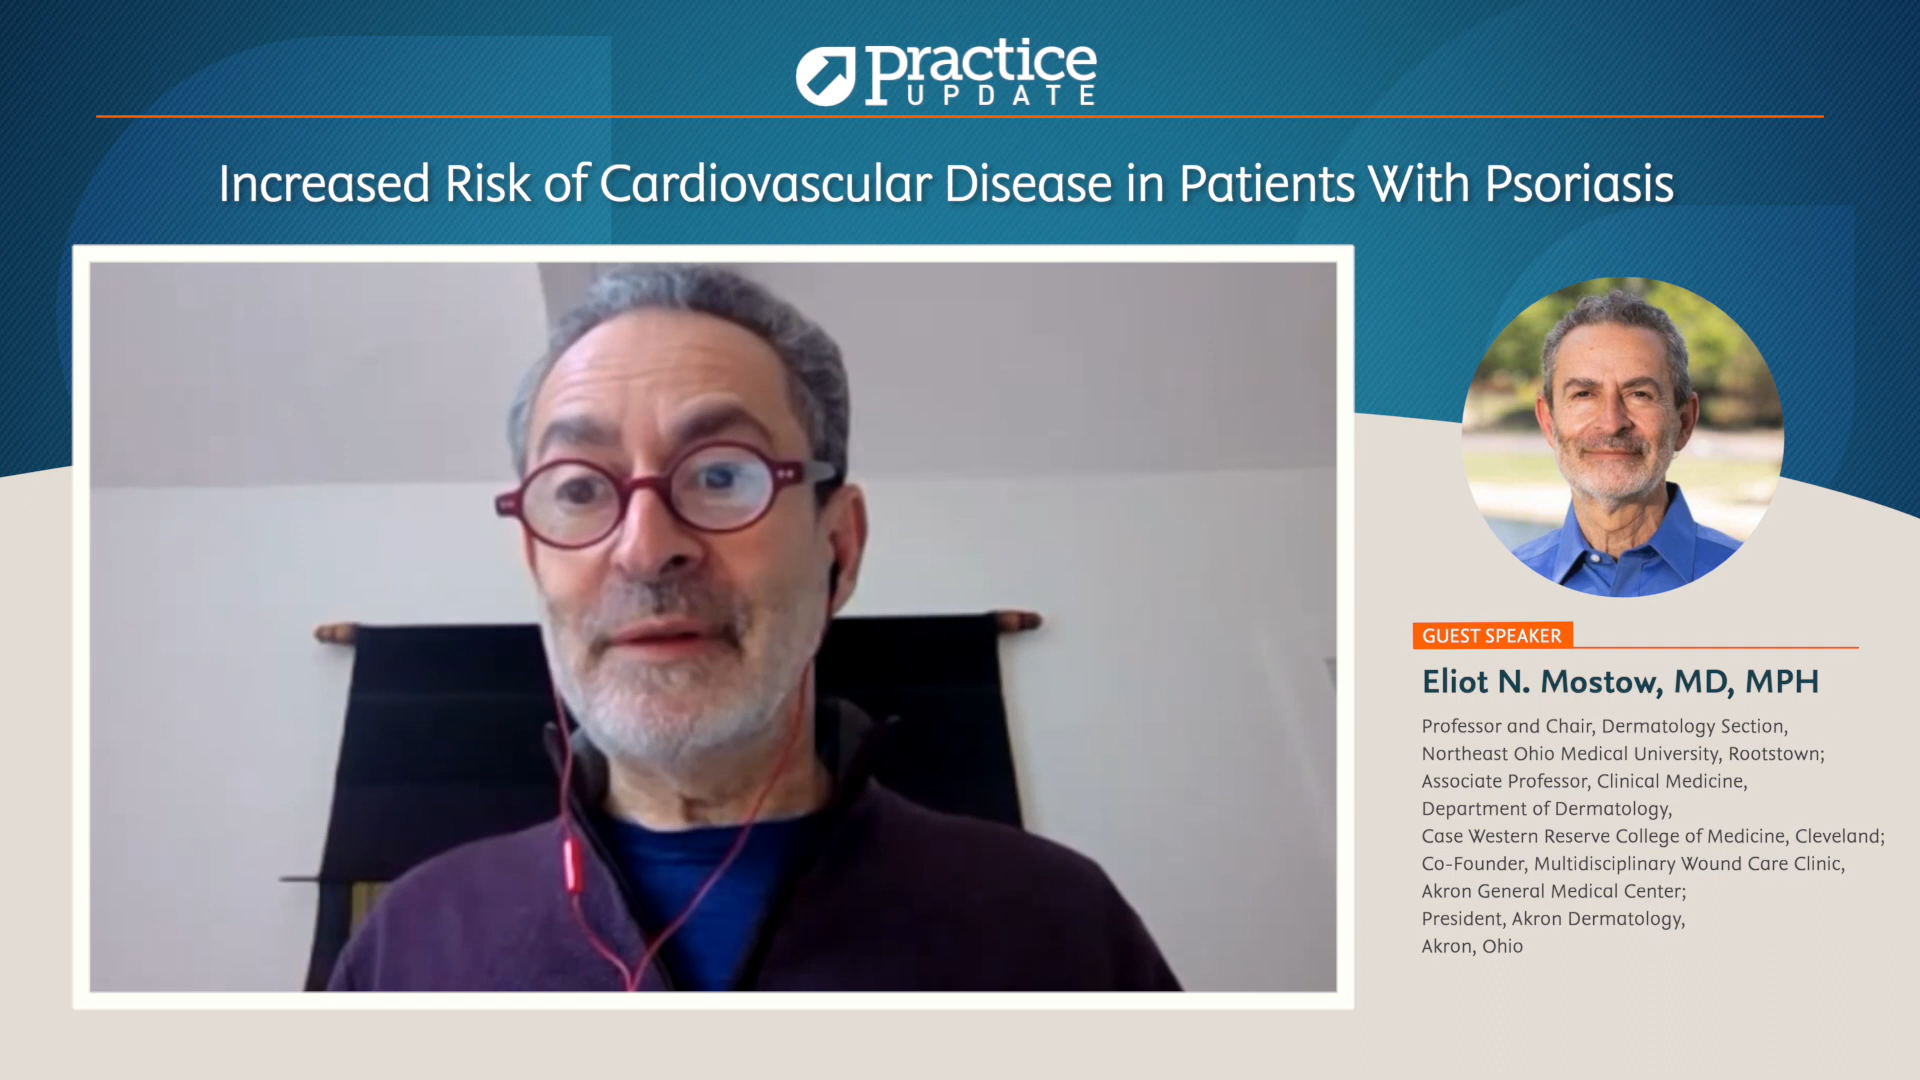 Practice
UPDATE
Increased Risk of Cardiovascular Disease in Patients With Psoriasis
GUEST SPEAKER
Eliot N. Mostow, MD, MPH
Professor and Chair, Dermatology Section,
Northeast Ohio Medical University, Rootstown;
Associate Professor, Clinical Medicine,
Department of Dermatology,
Case Western Reserve College of Medicine, Cleveland;
Co-Founder, Multidisciplinary Wound Care Clinic,
Akron General Medical Center;
President, Akron Dermatology,
Akron, Ohio